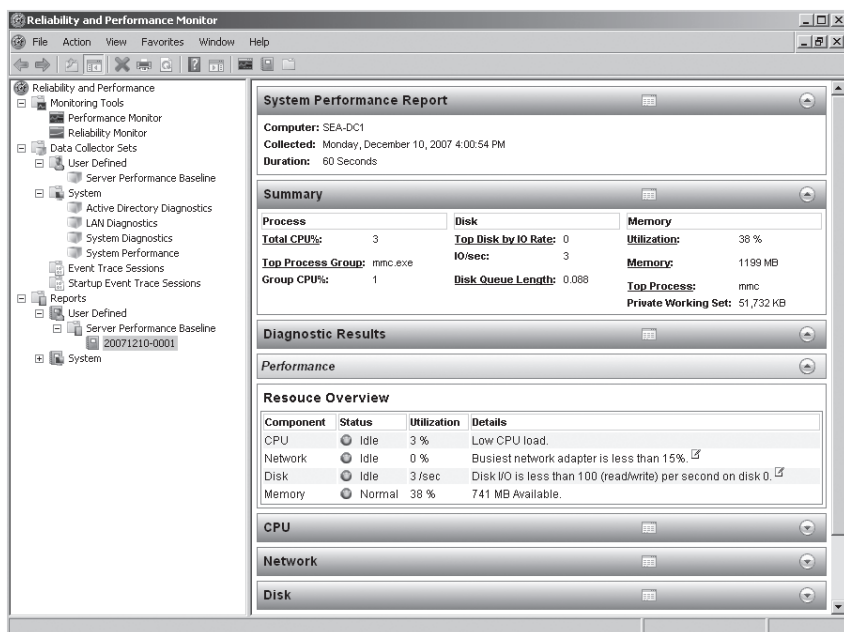 Reliability and Performance Monitor
File Action View Favorites Window Help
Reliability and Performance
Monitoring Tools
Performance Monitor
Reliability Monitor
Data Collector Sets
User Defined
Server Performance Baseline
System
Active Directory Diagnostics
LAN Diagnostics
System Diagnostics
System Performance
Event Trace Sessions
Startup Event Trace Sessions
Reports
User Defined
Server Performance Baseline
20071210-0001
System
System Performance Report
Computer: SEA-DC1
Collected: Monday, December 10, 2007 4:00:54 PM
Duration: 60 Seconds
Summary
Process Disk Memory
Total CPU%: 3 Top Disk by IO Rate: 0 Utilization: 38 %
IO/sec: 3
Top Process Group: mmc.exe Memory: 1199 MB
Group CPU%: 1 Disk Queue Length: 0.088 Top Process: mmc
Private Working Set: 51,732 KB
Diagnostic Results
Performance
Resouce Overview
Component Status Utilization Details
CPU Idle 3 % Low CPU load.
Network Idle 0 % Busiest network adapter is less than 15%.
Disk Idle 3 /sec Disk I/O is less than 100 (read/write) per second on disk 0.
Memory Normal 38 % 741 MB Available.
CPU
Network
Disk